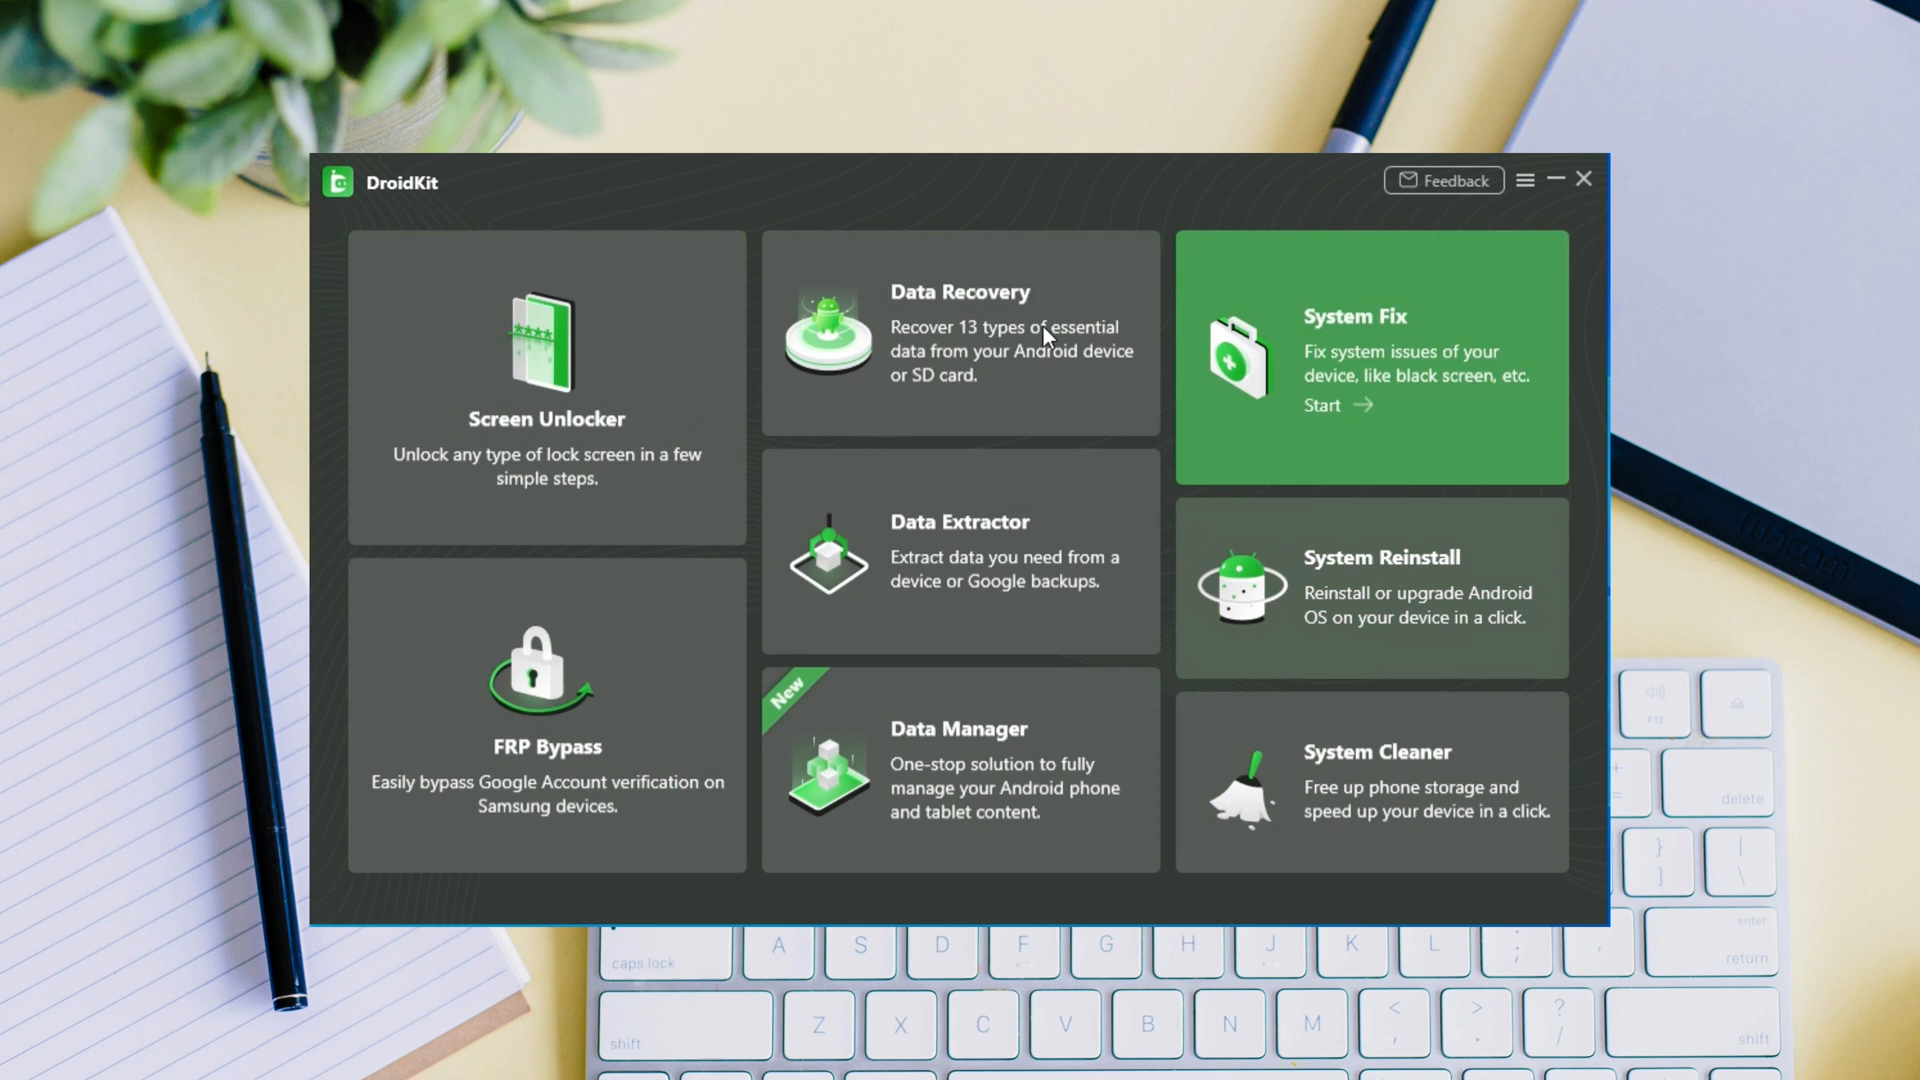 DroidKit
Feedback
Screen Unlocker
Unlock any type of lock screen in a few
simple steps.
FRP Bypass
Easily bypass Google Account verification on
Samsung devices.
Data Recovery
Recover 13 types of essential
data from your Android device
or SD card.
Data Extractor
Extract data you need from a
device or Google backups.
New
Data Manager
One-stop solution to fully
manage your Android phone
and tablet content.
System Fix
Fix system issues of your
device, like black screen, etc.
Start
System Reinstall
Reinstall or upgrade Android
OS on your device in a click.
System Cleaner
Free up phone storage and
speed up your device in a click.
wacom
F12
+
=
delete
}
]
|
\
enter
return
caps lock
A S D F G H J K L ; ,
shift
Z X C V B N M < , > . ? /
shift